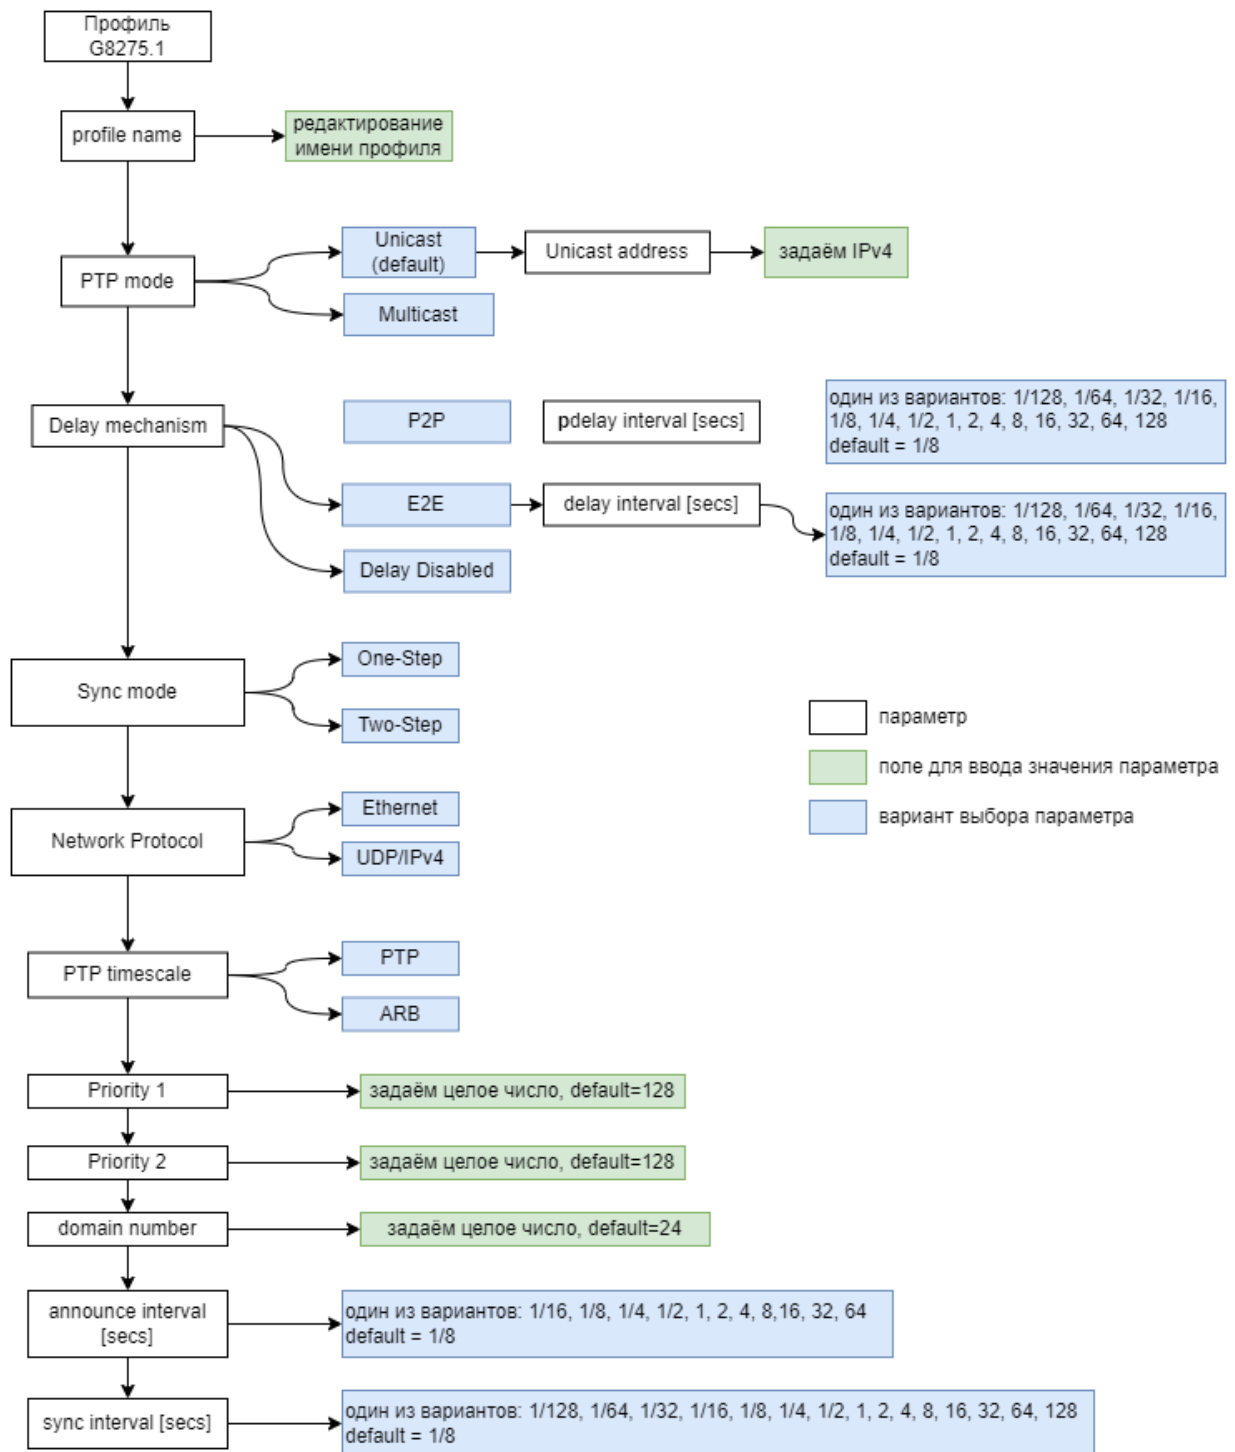 Профиль
G8275.1
profile name
редактирование
имени профиля
PTP mode
Unicast
(default)
Unicast address
задаём IPv4
Multicast
Delay mechanism
P2P
pdelay interval [secs]
один из вариантов: 1/128, 1/64, 1/32, 1/16,
1/8, 1/4, 1/2, 1, 2, 4, 8, 16, 32, 64, 128
default = 1/8
E2E
delay interval [secs]
один из вариантов: 1/128, 1/64, 1/32, 1/16,
1/8, 1/4, 1/2, 1, 2, 4, 8, 16, 32, 64, 128
default = 1/8
Delay Disabled
Sync mode
One-Step
Two-Step
параметр
поле для ввода значения параметра
вариант выбора параметра
Network Protocol
Ethernet
UDP/IPv4
PTP timescale
PTP
ARB
Priority 1
задаём целое число, default=128
Priority 2
задаём целое число, default=128
domain number
задаём целое число, default=24
announce interval
[secs]
один из вариантов: 1/16, 1/8, 1/4, 1/2, 1, 2, 4, 8,16, 32, 64
default = 1/8
sync interval [secs]
один из вариантов: 1/128, 1/64, 1/32, 1/16, 1/8, 1/4, 1/2, 1, 2, 4, 8, 16, 32, 64, 128
default = 1/8